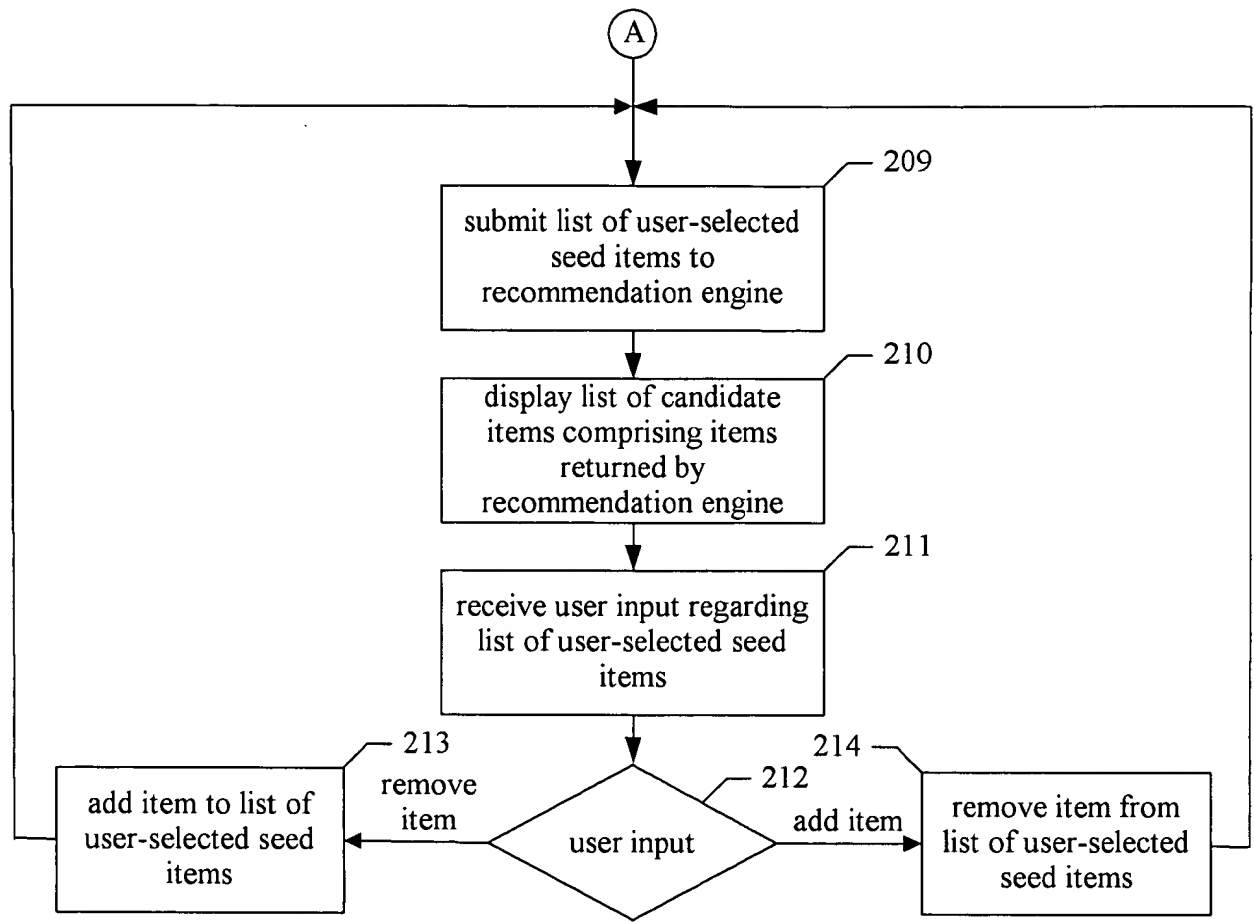 A
209
submit list of user-selected
seed items to
recommendation engine
210
display list of candidate
items comprising items
returned by
recommendation engine
211
receive user input regarding
list of user-selected seed
items
213
add item to list of
user-selected seed
items
remove
item
212
user input
add item
214
remove item from
list of user-selected
seed items